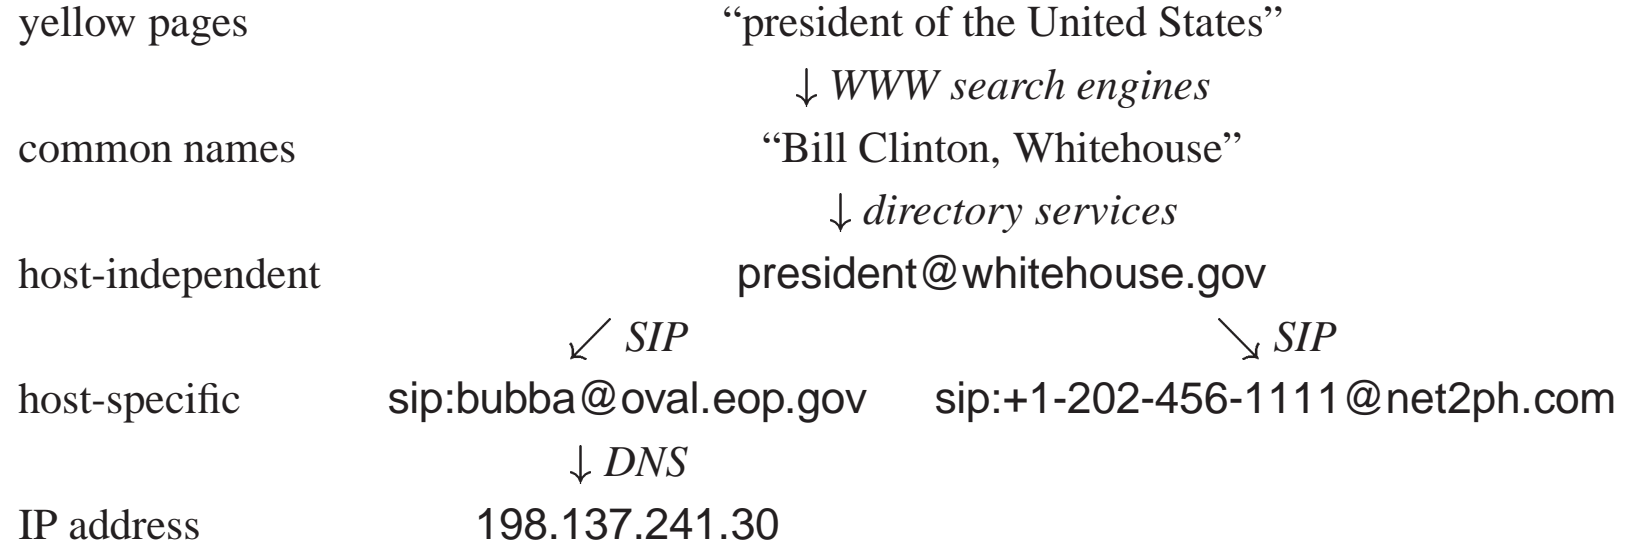 yellow pages “president of the United States”
↓ WWW search engines
common names “Bill Clinton, Whitehouse”
↓ directory services
host-independent president@whitehouse.gov
↙ SIP ↘ SIP
host-specific sip:bubba@oval.eop.gov sip:+1-202-456-1111@net2ph.com
↓ DNS
IP address 198.137.241.30